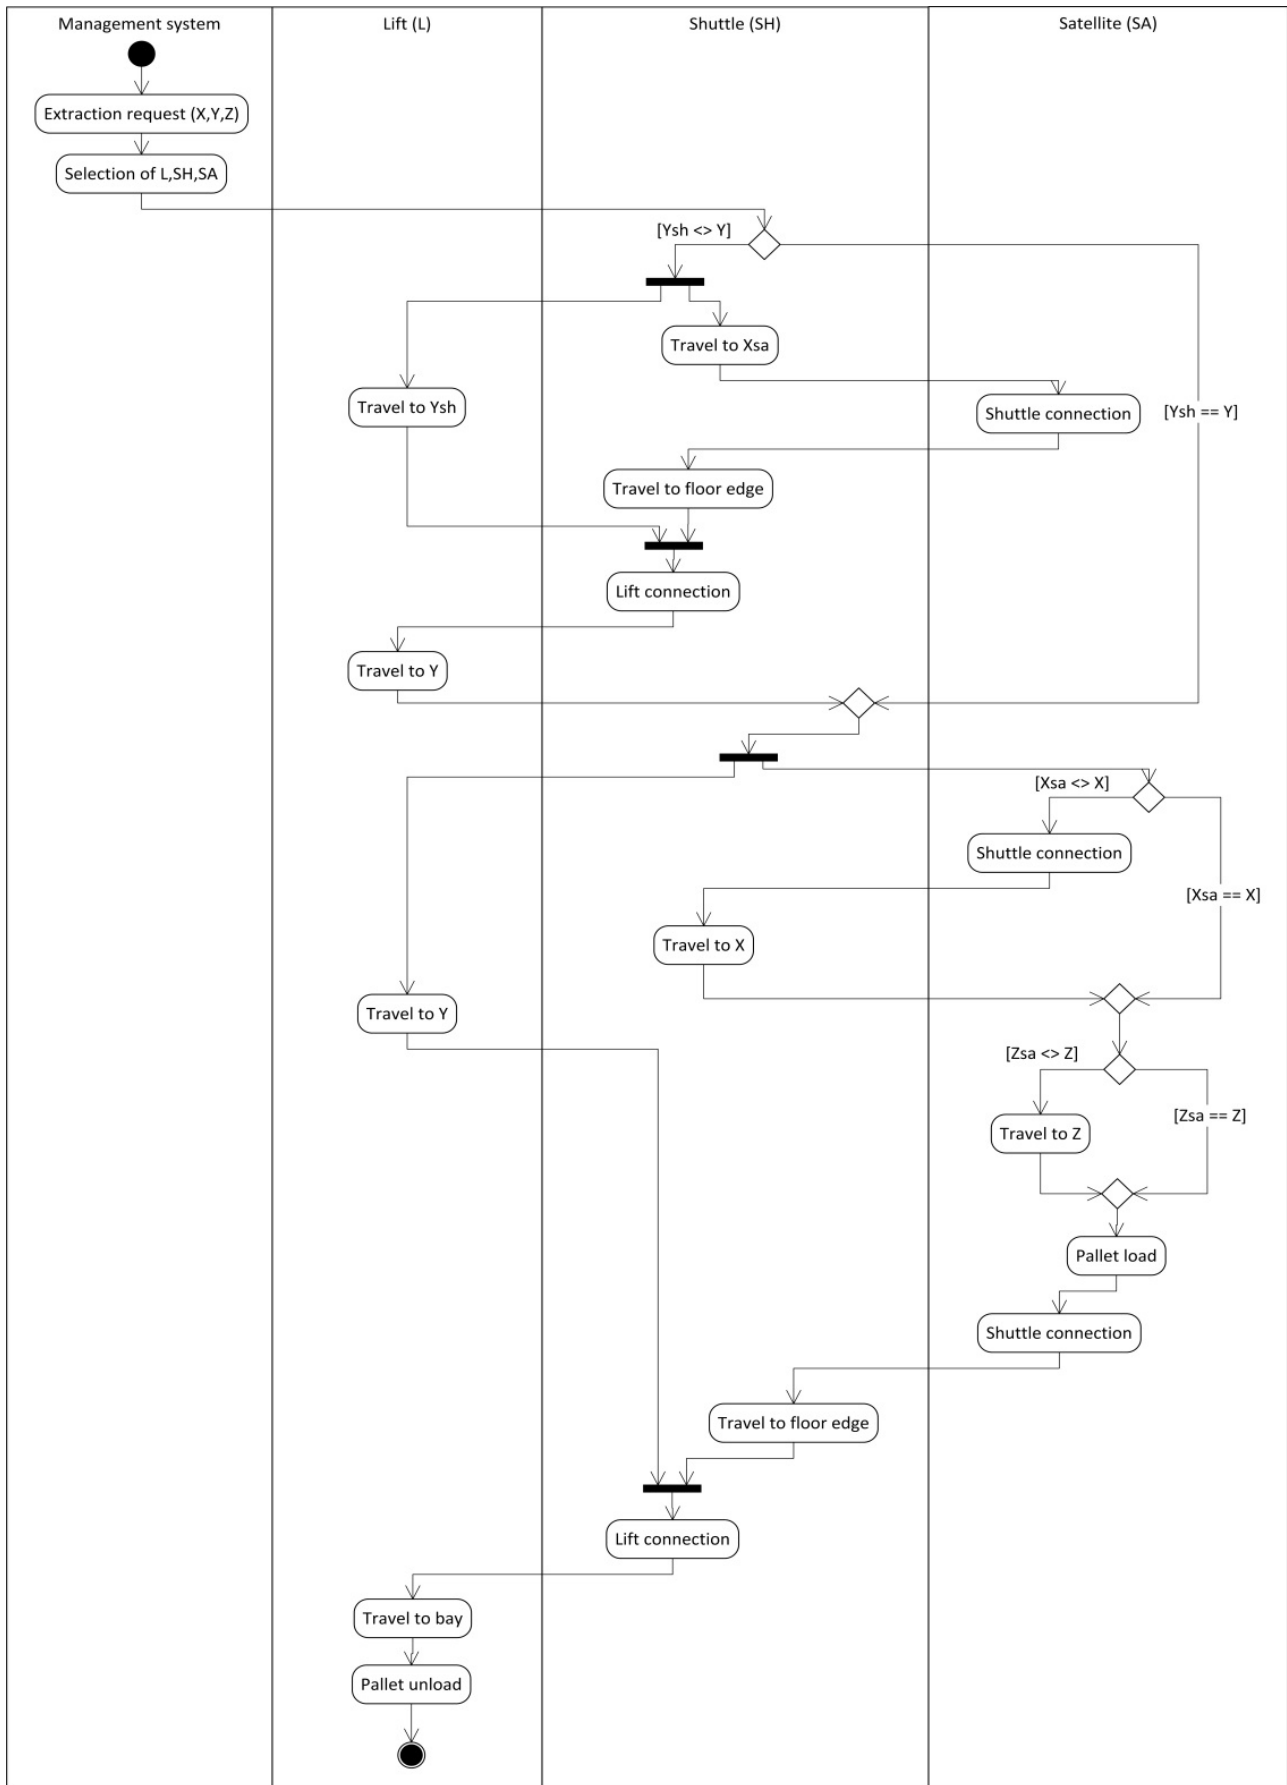 Management system
Lift (L)
Shuttle (SH)
Satellite (SA)
Extraction request (X,Y,Z)
Selection of L,SH,SA
[Ysh <> Y]
Travel to Xsa
Travel to Ysh
Shuttle connection
[Ysh == Y]
Travel to floor edge
Lift connection
Travel to Y
[Xsa <> X]
Shuttle connection
[Xsa == X]
Travel to X
Travel to Y
[Zsa <> Z]
[Zsa == Z]
Travel to Z
Pallet load
Shuttle connection
Travel to floor edge
Lift connection
Travel to bay
Pallet unload